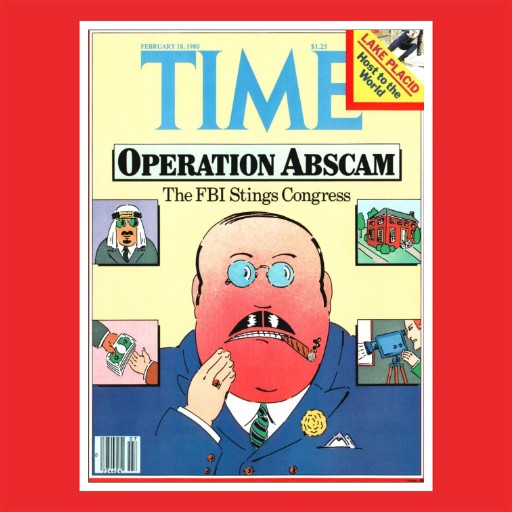 FEBRUARY 18, 1980
$1.25
TIME
LAKE PLACID
Host to the
World
OPERATION ABSCAM
The FBI Stings Congress